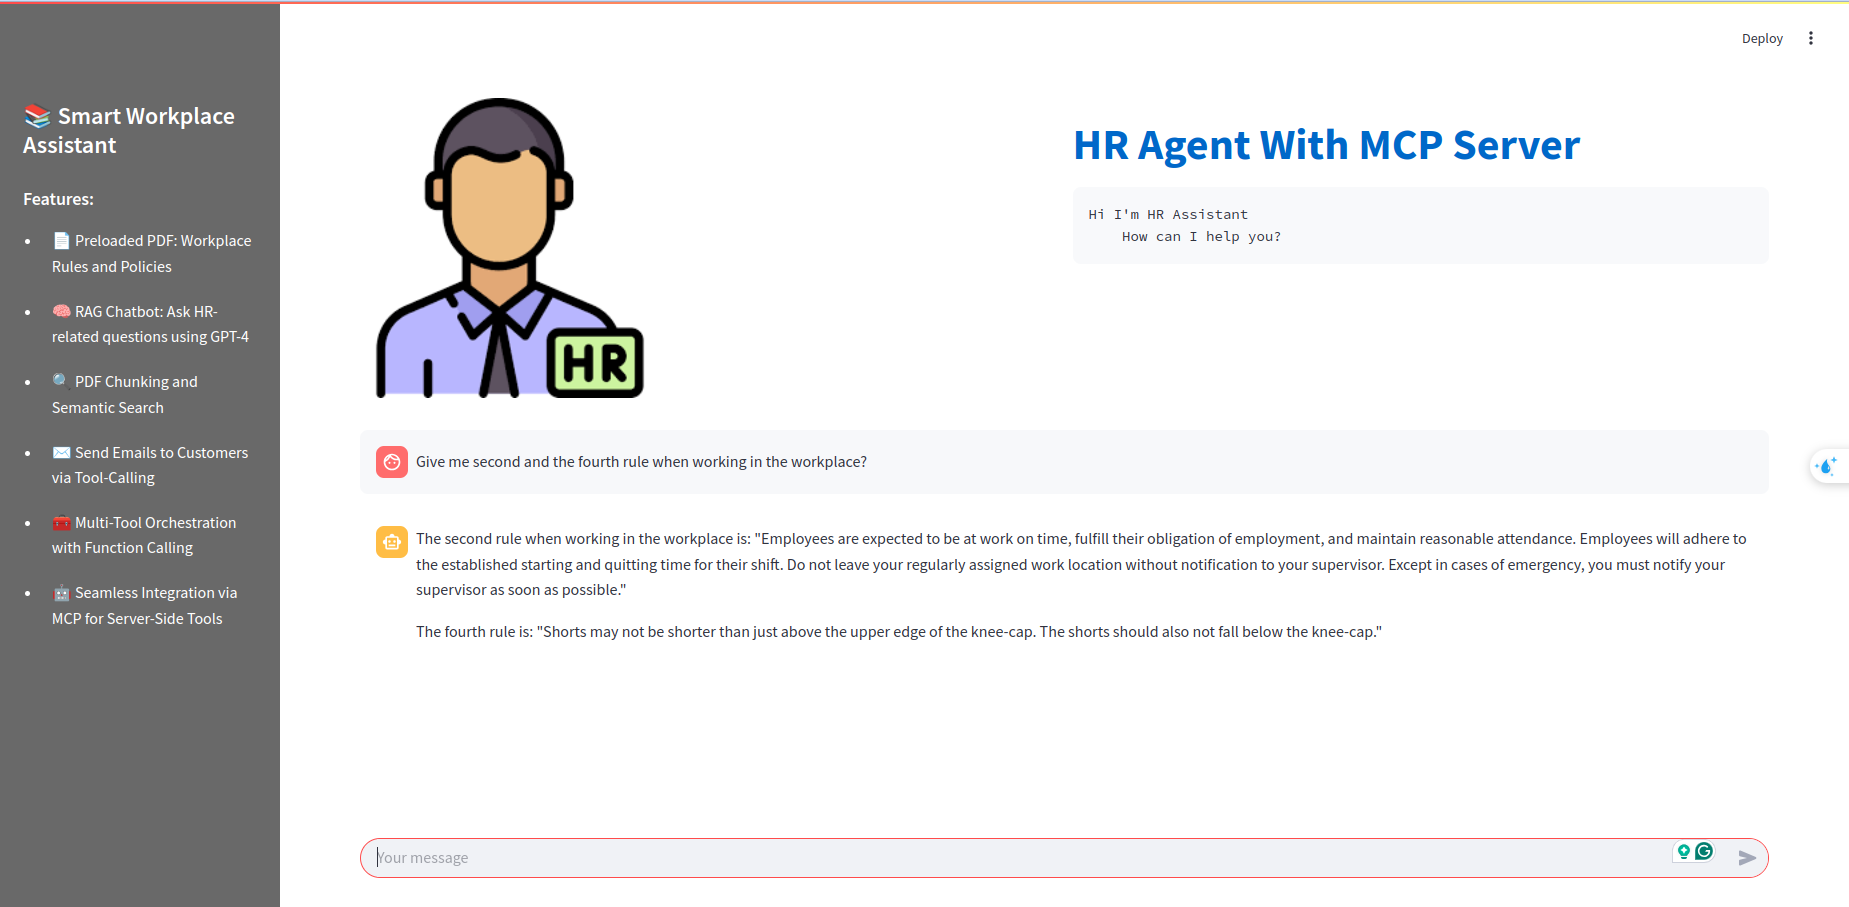 📚 Smart Workplace
Assistant
Features:
• 📄 Preloaded PDF: Workplace
Rules and Policies
• 🧠 RAG Chatbot: Ask HR-
related questions using GPT-4
• 🔍 PDF Chunking and
Semantic Search
• ✉️ Send Emails to Customers
via Tool-Calling
• 🧰 Multi-Tool Orchestration
with Function Calling
• 🤖 Seamless Integration via
MCP for Server-Side Tools
Deploy
HR
HR Agent With MCP Server
Hi I'm HR Assistant
How can I help you?
Give me second and the fourth rule when working in the workplace?
The second rule when working in the workplace is: "Employees are expected to be at work on time, fulfill their obligation of employment, and maintain reasonable attendance. Employees will adhere to
the established starting and quitting time for their shift. Do not leave your regularly assigned work location without notification to your supervisor. Except in cases of emergency, you must notify your
supervisor as soon as possible."
The fourth rule is: "Shorts may not be shorter than just above the upper edge of the knee-cap. The shorts should also not fall below the knee-cap."
Your message